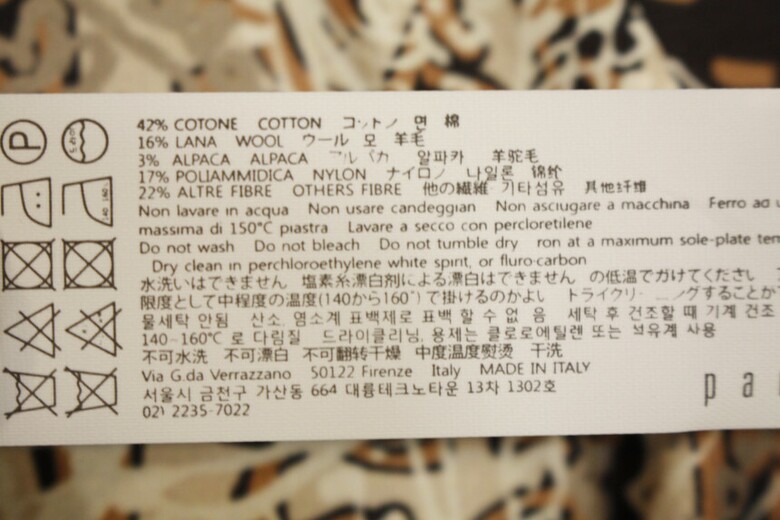 42% COTONE COTTON コットン 면 棉
16% LANA WOOL ウール 모 羊毛
3% ALPACA ALPACA アルパカ 알파카 羊驼毛
17% POLIAMMIDICA NYLON ナイロン 나일론 锦纶
22% ALTRE FIBRE OTHERS FIBRE 他の繊維 기타섬유 其他纤维
Non lavare in acqua Non usare candeggian Non asciugare a macchina Ferro ad
massima di 150°C piastra Lavare a secco con percloretilene
Do not wash Do not bleach Do not tumble dry ron at a maximum sole-plate tem
Dry clean in perchloroethylene white spirit, or fluro-carbon
水洗いはできません 塩素系漂白剤による漂白はできません の低温でがけてください
限度として中程度の温度(140から160°)で掛けるのがよい することが
물세탁 안됨 산소, 염소계 표백제로 표백 할 수 없 음 세탁 후 건조할 때 기계 건조
140~160°C 로 다림질 드라이클리닝, 용제는 클로로에틸렌 또는 석유계 사용
不可水洗 不可漂白 不可翻转干燥 中度温度熨烫 干洗
Via G.da Verrazzano 50122 Firenze Italy MADE IN ITALY
서울시 금천구 가산동 664 대륭테크노타운 13차 1302호
02) 2235-7022
P